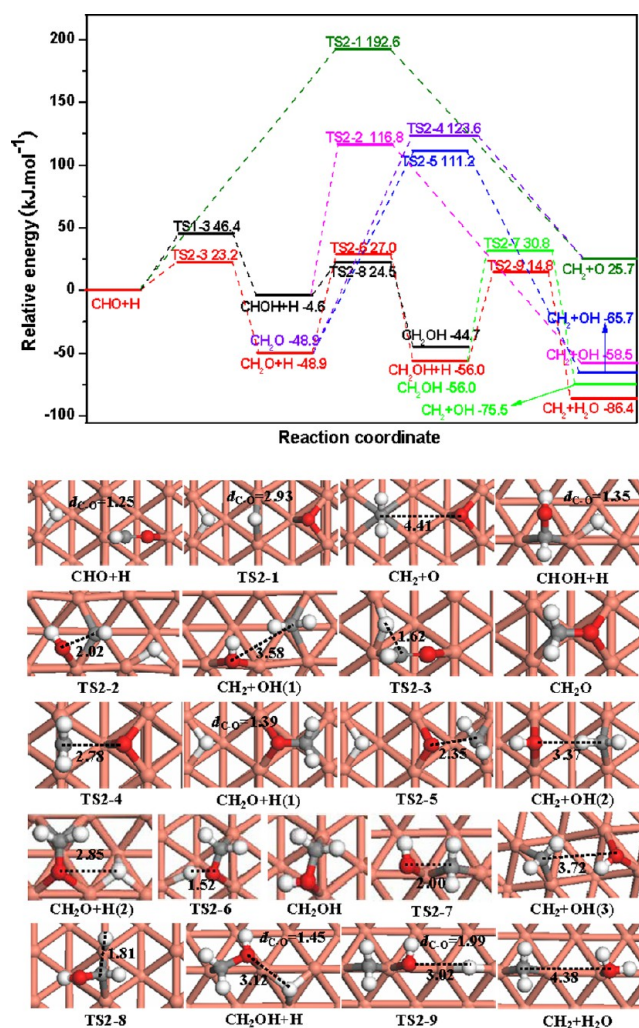 Relative energy (kJ.mol⁻¹)
200
150
100
50
0
-50
-100
TS2-1 192.6
TS2-4 123.6
TS2-2 116.8
TS2-5 111.2
TS1-3 46.4
TS2-3 23.2
TS2-6 27.0
TS2-8 24.5
TS2-7 30.8
TS2-9 14.8
CH₂+O 25.7
CHO+H
CHOH+H -4.6
CH₂O -48.9
CH₂O+H -48.9
CH₂OH -44.7
CH₂OH+H -56.0
CH₂OH -56.0
CH₂+OH -65.7
CH₂+OH -58.5
CH₂+OH -75.5
CH₂+H₂O -86.4
Reaction coordinate
d_C-O=1.25 d_C-O=2.93 4.41 d_C-O=1.35
CHO+H TS2-1 CH₂+O CHOH+H
2.02 3.58 1.62
TS2-2 CH₂+OH(1) TS2-3 CH₂O
2.78 d_C-O=1.39 2.35 3.37
TS2-4 CH₂O+H(1) TS2-5 CH₂+OH(2)
2.85 1.52 2.00 3.72
CH₂O+H(2) TS2-6 CH₂OH TS2-7 CH₂+OH(3)
1.81 d_C-O=1.45 3.12 d_C-O=1.99 3.02 4.38
TS2-8 CH₂OH+H TS2-9 CH₂+H₂O